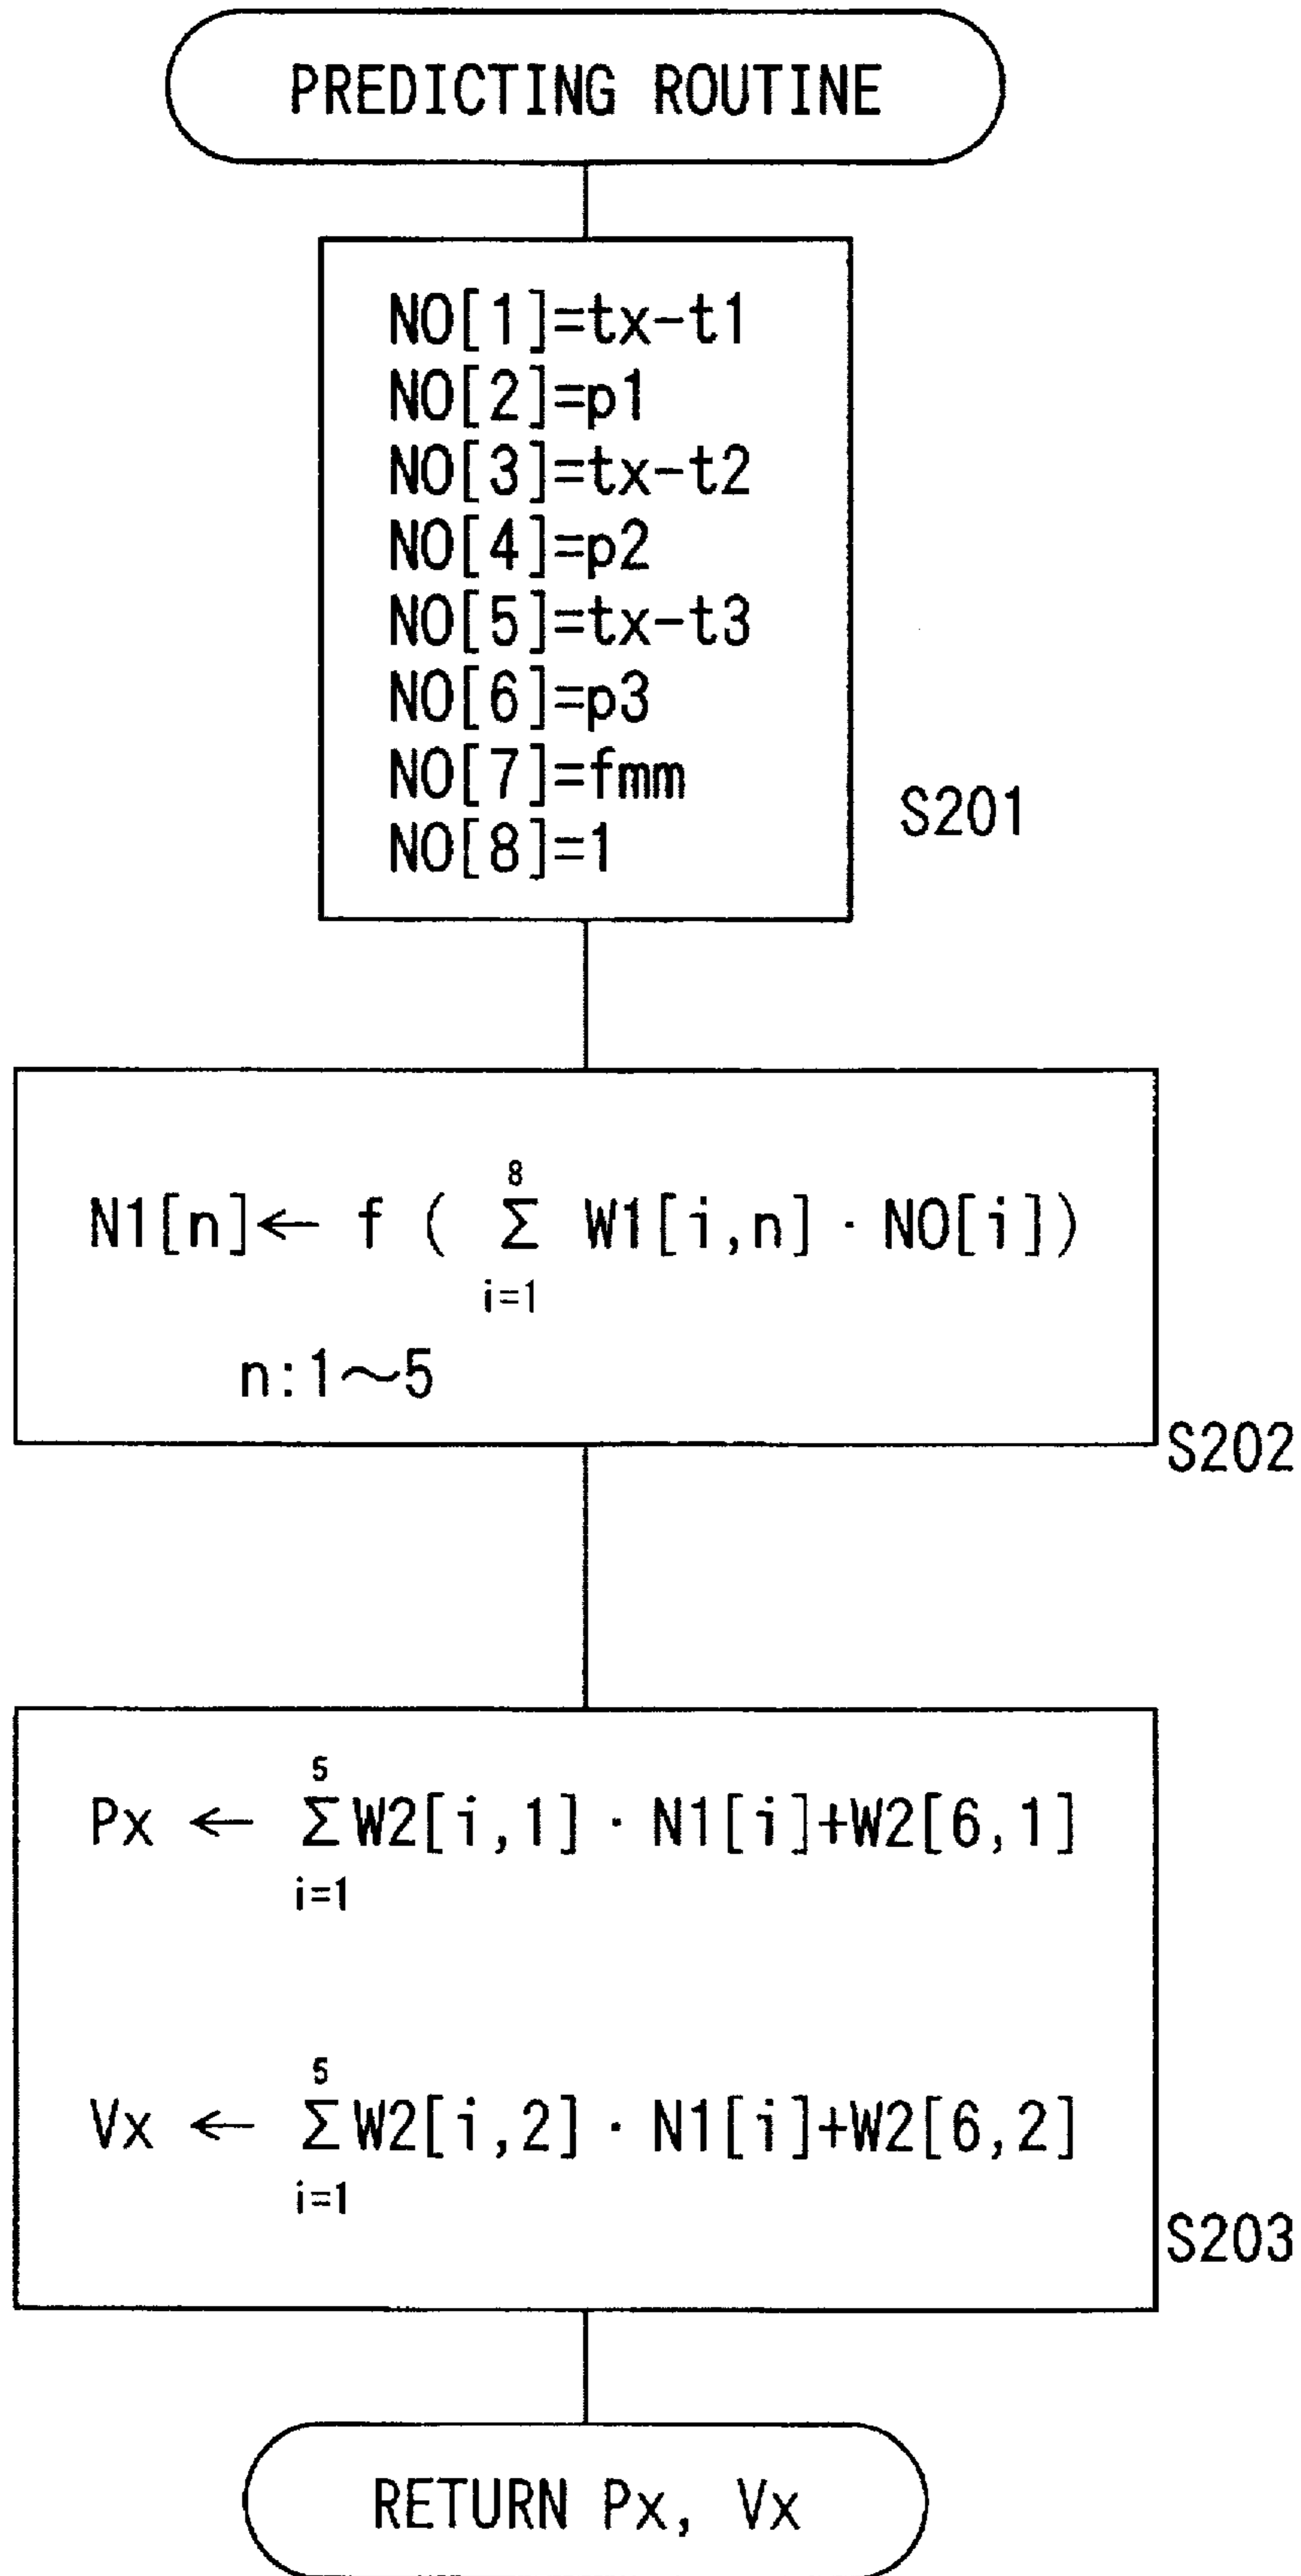 PREDICTING ROUTINE
NO[1]=tx-t1
NO[2]=p1
NO[3]=tx-t2
NO[4]=p2
NO[5]=tx-t3
NO[6]=p3
NO[7]=fmm
NO[8]=1
S201
8
N1[n]← f ( Σ W1[i,n] · NO[i])
i=1
n:1～5
S202
5
Px ← ΣW2[i,1] · N1[i]+W2[6,1]
i=1
5
Vx ← ΣW2[i,2] · N1[i]+W2[6,2]
i=1
S203
RETURN Px, Vx